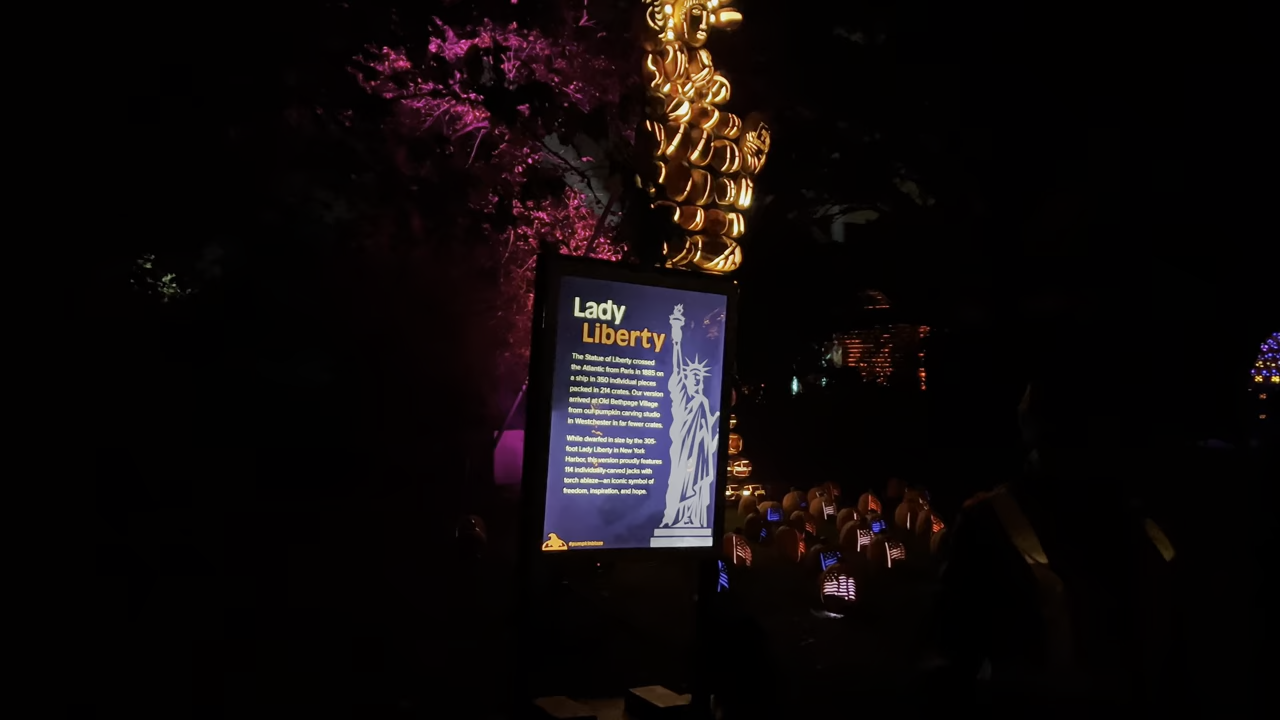 Lady
Liberty
The Statue of Liberty crossed
the Atlantic from Paris in 1885 on
a ship in 350 individual pieces
packed in 214 crates. Our version
arrived at Old Bethpage Village
from our pumpkin carving studio
in Westchester in far fewer crates.
While dwarfed in size by the 305-
foot Lady Liberty in New York
Harbor, this version proudly features
114 individually-carved jacks with
torch ablaze—an iconic symbol of
freedom, inspiration, and hope.
#pumpkinblaze